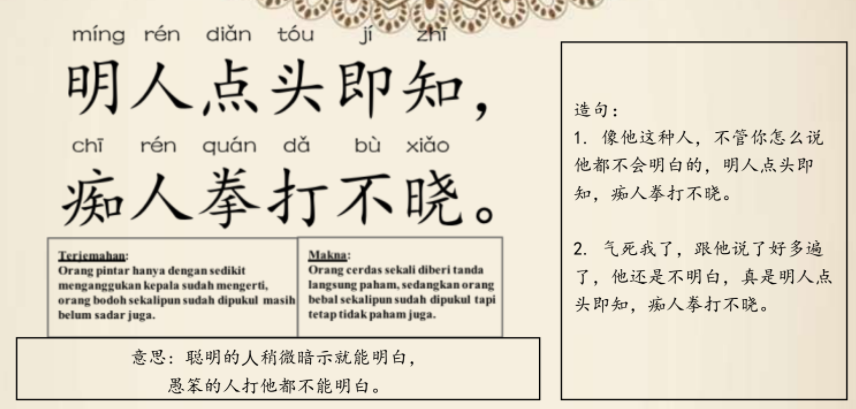 míng rén diǎn tóu jí zhī
明人点头即知，
chī rén quán dǎ bù xiǎo
痴人拳打不晓。
Terjemahan:
Orang pintar hanya dengan sedikit
menganggukan kepala sudah mengerti,
orang bodoh sekalipun sudah dipukul masih
belum sadar juga.
Makna:
Orang cerdas sekali diberi tanda
langsung paham, sedangkan orang
bebal sekalipun sudah dipukul tapi
tetap tidak paham juga.
意思：聪明的人稍微暗示就能明白，
愚笨的人打他都不能明白。
造句：
1. 像他这种人，不管你怎么说
他都不会明白的，明人点头即
知，痴人拳打不晓。
2. 气死我了，跟他说了好多遍
了，他还是不明白，真是明人点
头即知，痴人拳打不晓。